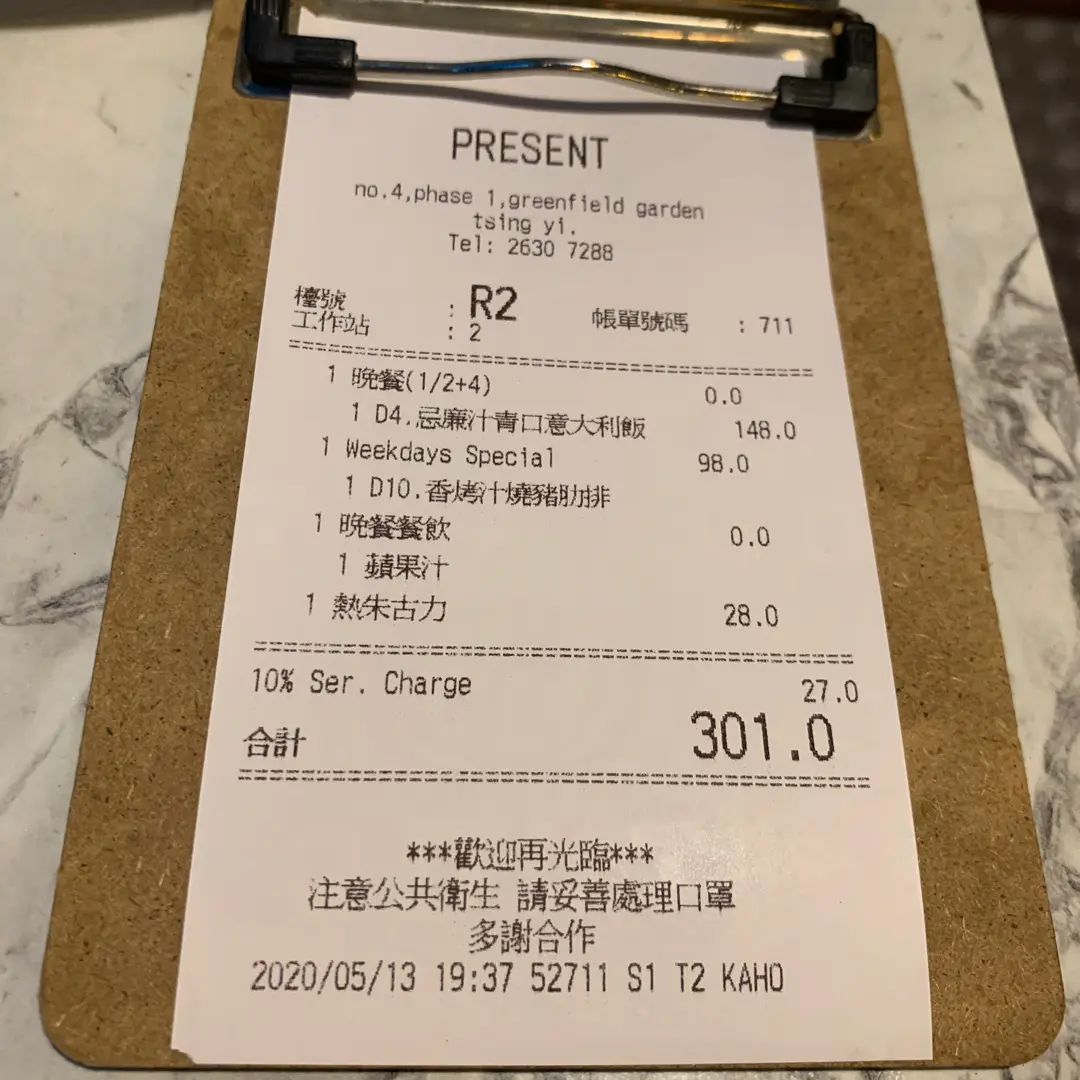 PRESENT
no.4,phase 1,greenfield garden
tsing yi.
Tel: 2630 7288
檯號 : R2 帳單號碼 : 711
工作站 : 2
1 晚餐(1/2+4) 0.0
1 D4.忌廉汁青口意大利飯 148.0
1 Weekdays Special 98.0
1 D10.香烤汁燒豬肋排
1 晚餐餐飲 0.0
1 蘋果汁
1 熱朱古力 28.0
10% Ser. Charge 27.0
合計 301.0
***歡迎再光臨***
注意公共衛生 請妥善處理口罩
多謝合作
2020/05/13 19:37 52711 S1 T2 KAHO